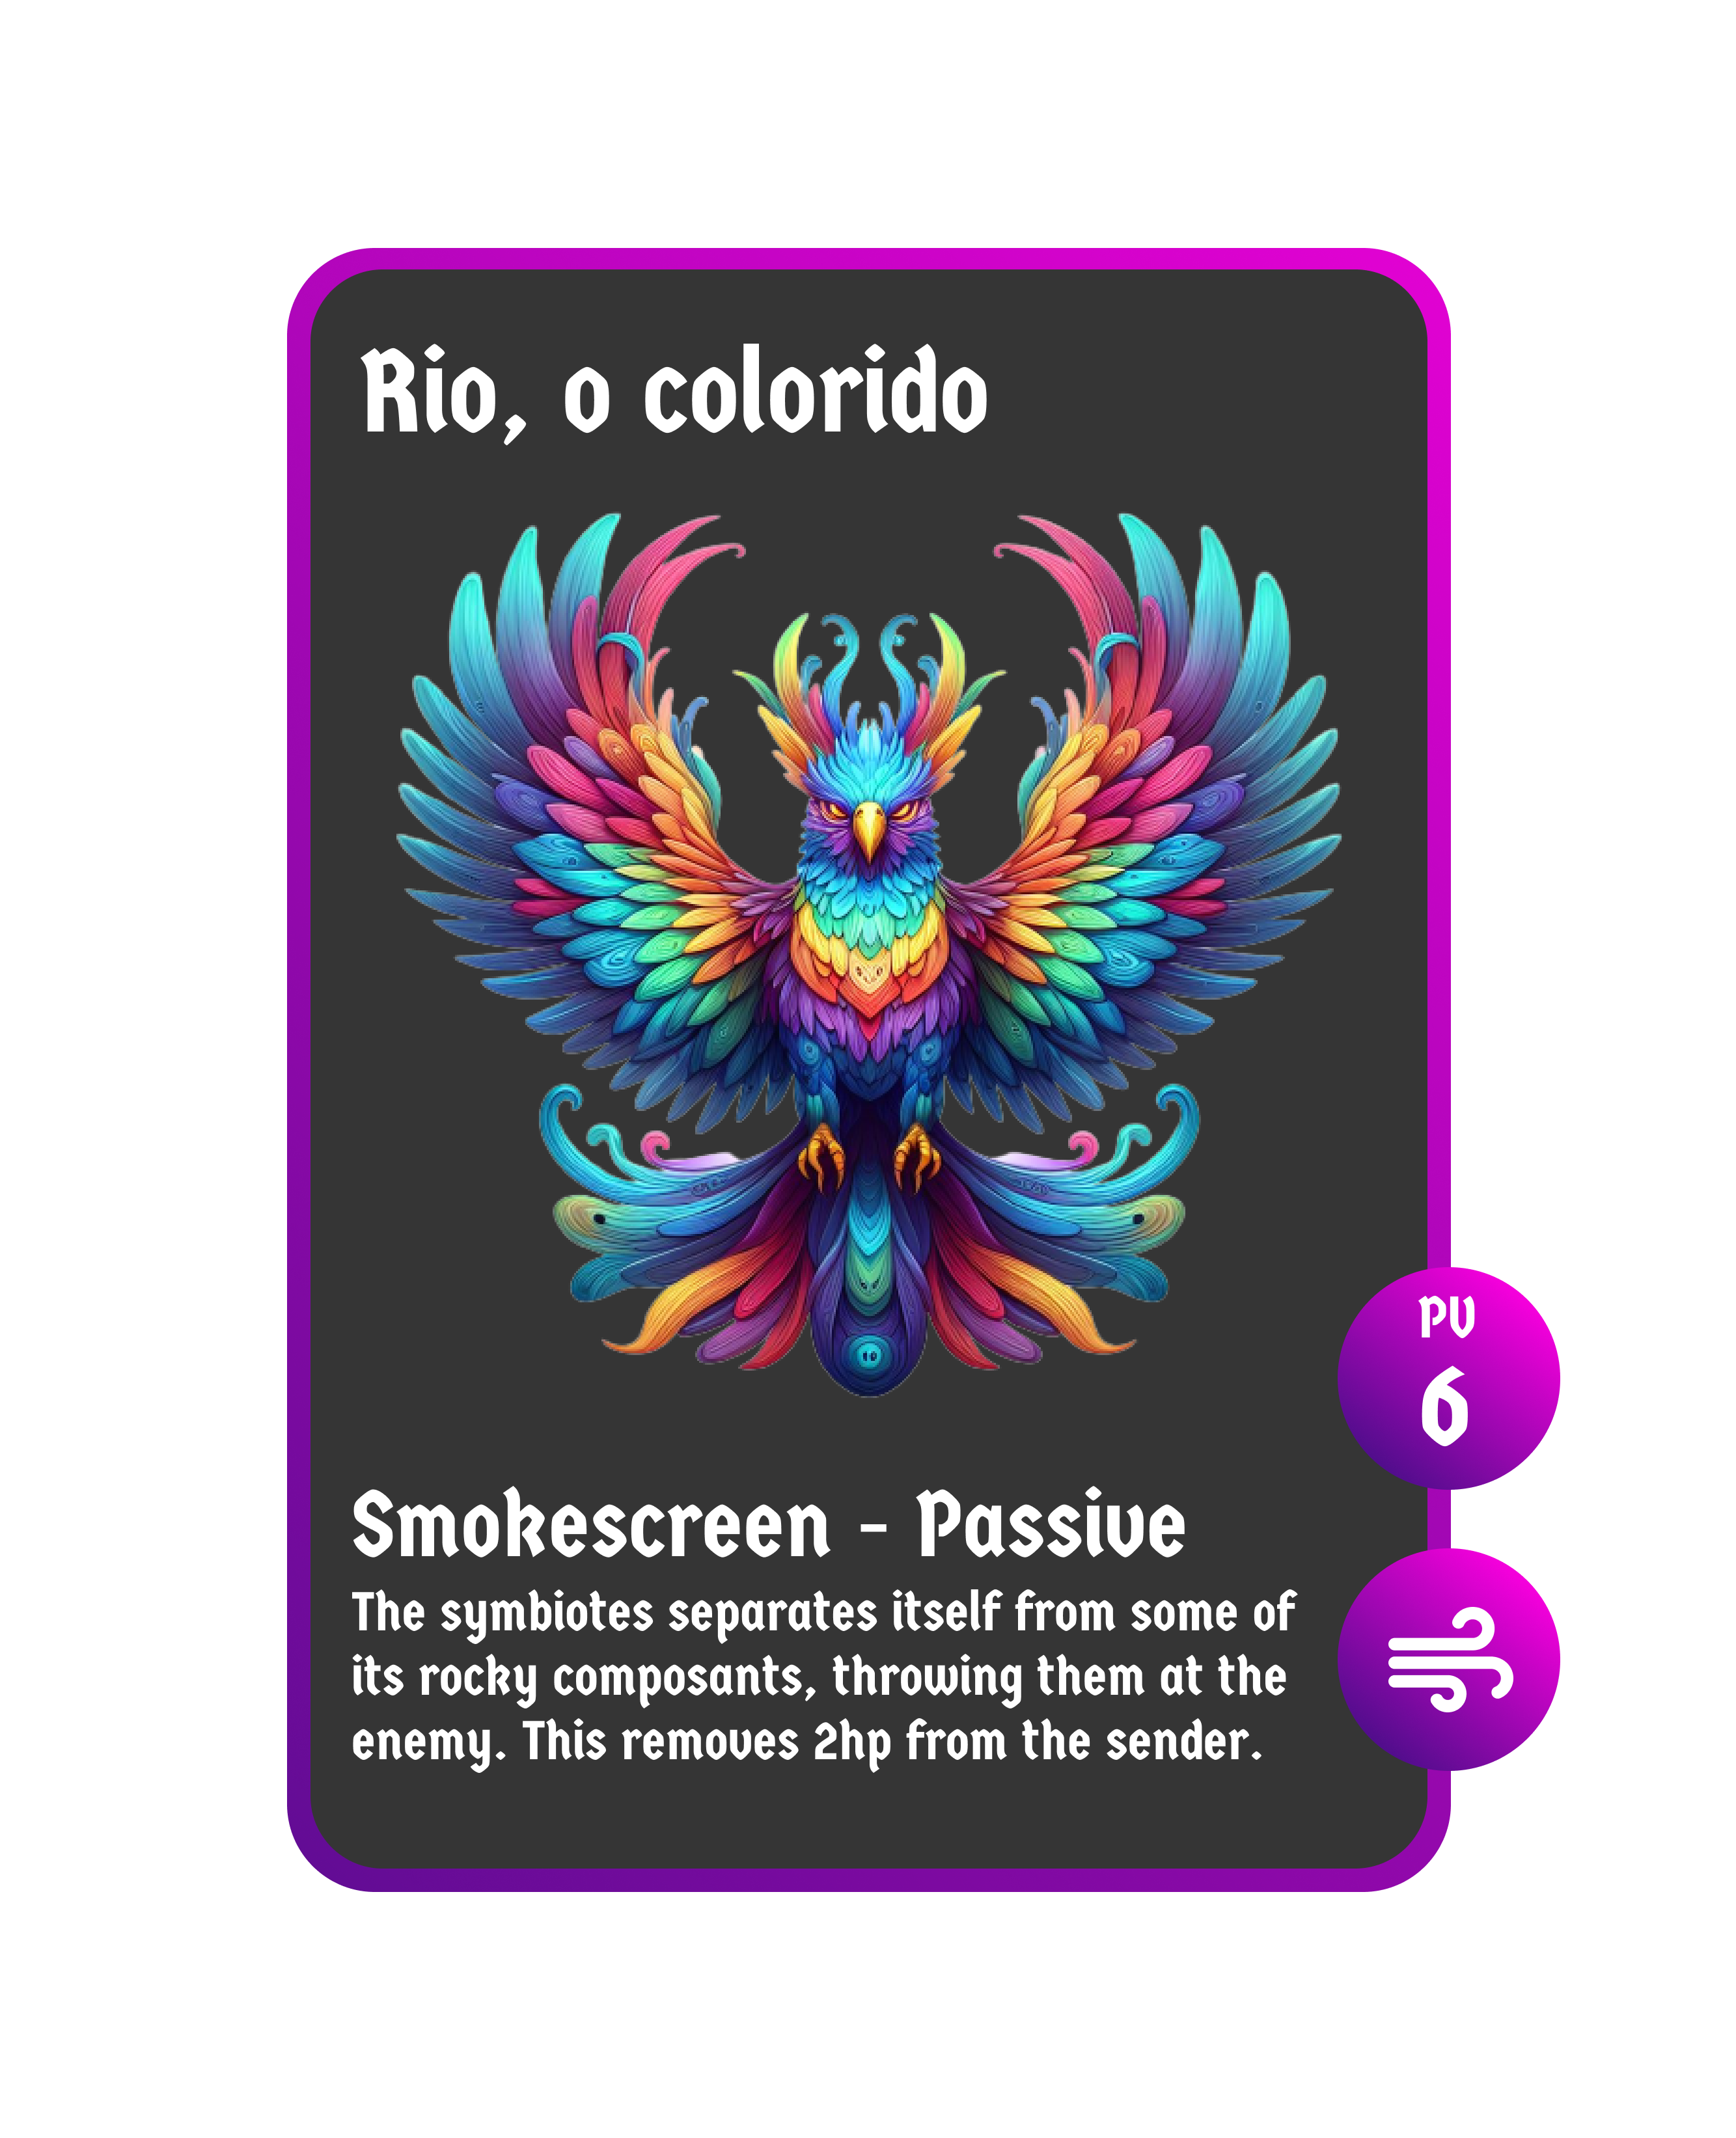 Rio, o colorido
PV
6
Smokescreen - Passive
The symbiotes separates itself from some of
its rocky composants, throwing them at the
enemy. This removes 2hp from the sender.